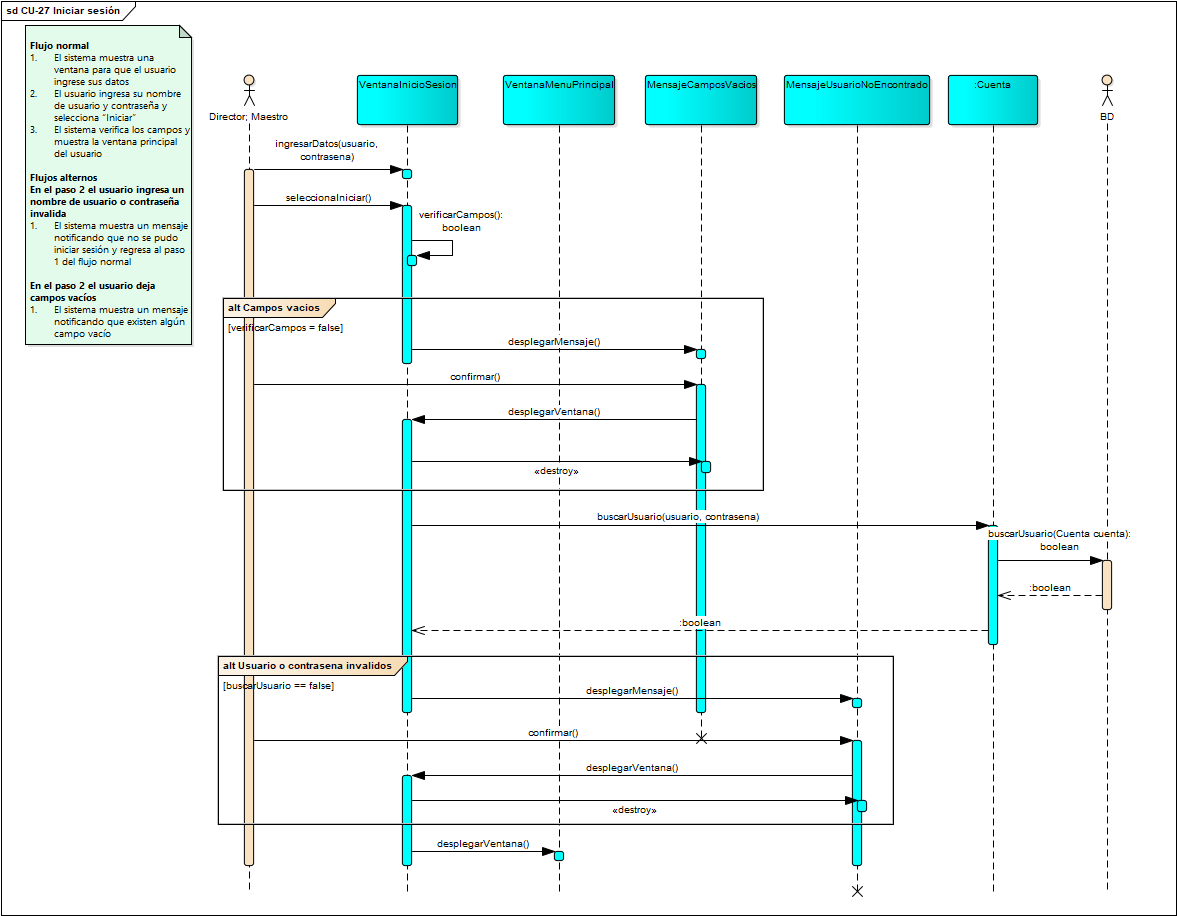 sd CU-27 Iniciar sesión
Flujo normal
1. El sistema muestra una
ventana para que el usuario
ingrese sus datos
2. El usuario ingresa su nombre
de usuario y contraseña y
selecciona "Iniciar"
3. El sistema verifica los campos y
muestra la ventana principal
del usuario
Flujos alternos
En el paso 2 el usuario ingresa un
nombre de usuario o contraseña
invalida
1. El sistema muestra un mensaje
notificando que no se pudo
iniciar sesión y regresa al paso
1 del flujo normal
En el paso 2 el usuario deja
campos vacíos
1. El sistema muestra un mensaje
notificando que existen algún
campo vacío
Director; Maestro
VentanaInicioSesion
VentanaMenuPrincipal
MensajeCamposVacios
MensajeUsuarioNoEncontrado
:Cuenta
BD
ingresarDatos(usuario,
contrasena)
seleccionaIniciar()
verificarCampos():
boolean
alt Campos vacios
[verificarCampos = false]
desplegarMensaje()
confirmar()
desplegarVentana()
«destroy»
buscarUsuario(usuario, contrasena)
buscarUsuario(Cuenta cuenta):
boolean
:boolean
:boolean
alt Usuario o contrasena invalidos
[buscarUsuario == false]
desplegarMensaje()
confirmar()
desplegarVentana()
«destroy»
desplegarVentana()